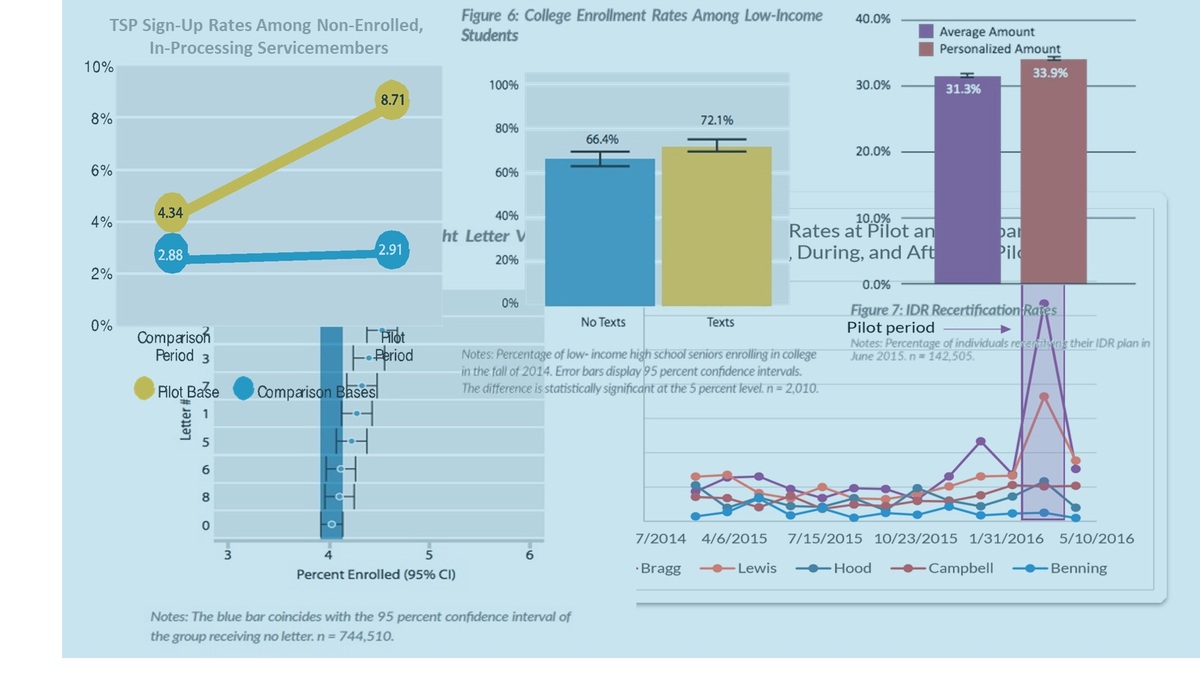 TSP Sign-Up Rates Among Non-Enrolled,
In-Processing Servicemembers
10%
8%
6%
4%
2%
0%
8.71
4.34
2.88
2.91
Comparison
Period
Pilot
Period
Pilot Base
Comparison Bases
Figure 6: College Enrollment Rates Among Low-Income
Students
100%
80%
60%
40%
20%
0%
66.4%
72.1%
No Texts
Texts
Notes: Percentage of low- income high school seniors enrolling in college
in the fall of 2014. Error bars display 95 percent confidence intervals.
The difference is statistically significant at the 5 percent level. n = 2,010.
40.0%
30.0%
20.0%
10.0%
0.0%
Average Amount
Personalized Amount
31.3%
33.9%
Figure 7: IDR Recertification Rates
Notes: Percentage of individuals recertifying their IDR plan in
June 2015. n = 142,505.
ht Letter V
Letter #
2
3
7
1
5
6
8
0
3
4
5
6
Percent Enrolled (95% CI)
Notes: The blue bar coincides with the 95 percent confidence interval of
the group receiving no letter. n = 744,510.
Rates at Pilot an
, During, and Aft
Pilot period
7/2014
4/6/2015
7/15/2015
10/23/2015
1/31/2016
5/10/2016
Bragg
Lewis
Hood
Campbell
Benning